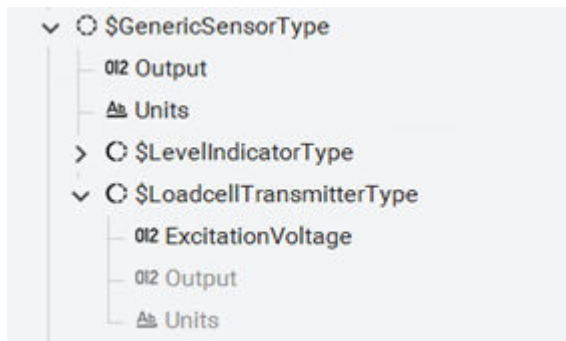 $GenericSensorType
012 Output
Ab Units
$LevelIndicatorType
$LoadcellTransmitterType
012 ExcitationVoltage
012 Output
Ab Units